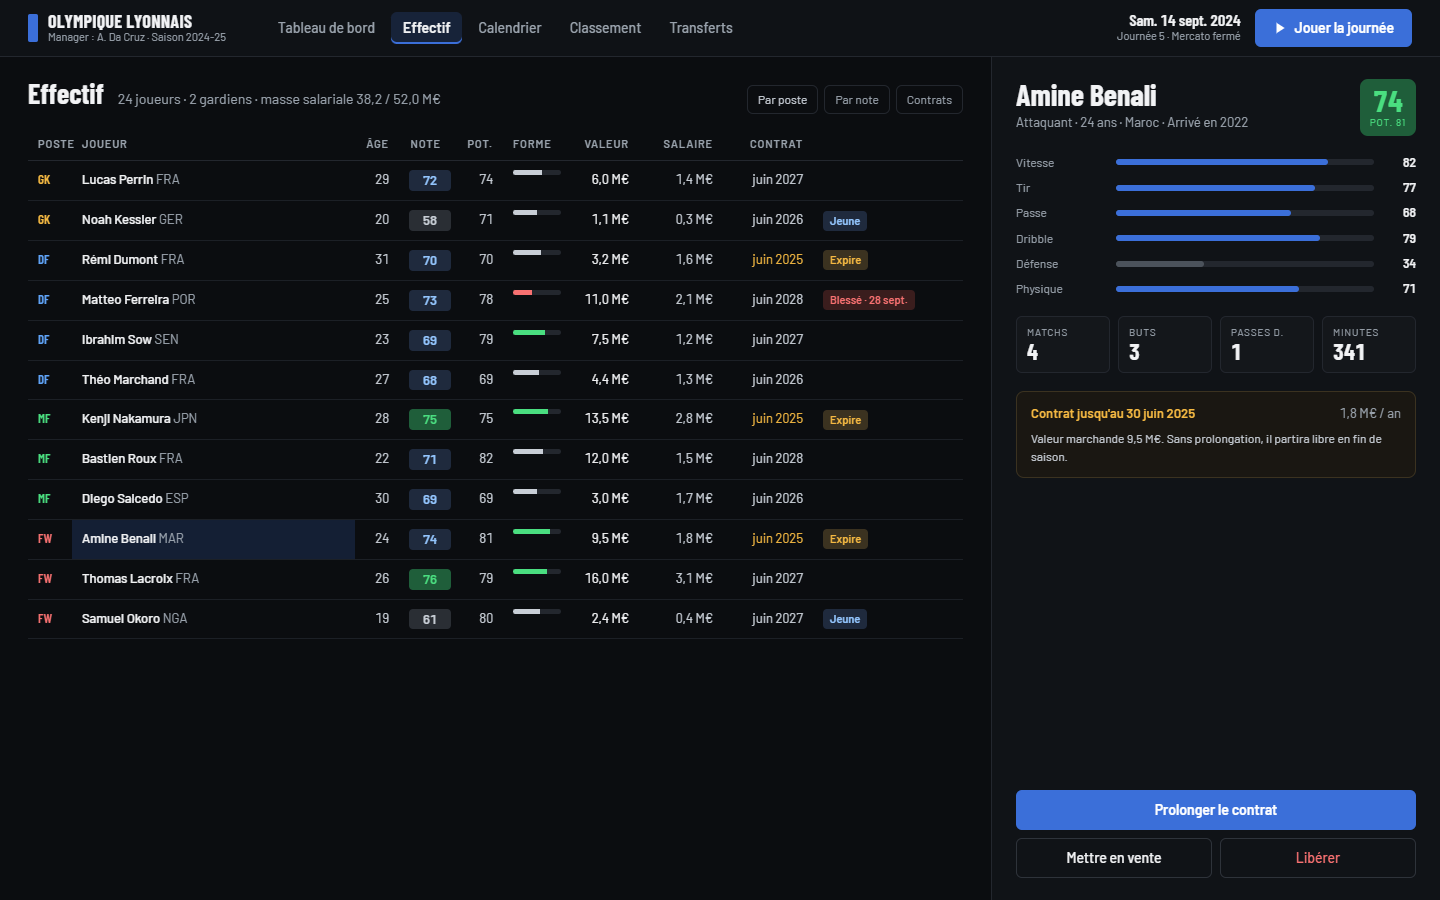 OLYMPIQUE LYONNAIS
Manager : A. Da Cruz · Saison 2024-25
Tableau de bord
Effectif
Calendrier
Classement
Transferts
Sam. 14 sept. 2024
Journée 5 · Mercato fermé
Jouer la journée
Effectif
24 joueurs · 2 gardiens · masse salariale 38,2 / 52,0 M€
Par poste
Par note
Contrats
POSTE JOUEUR ÂGE NOTE POT. FORME VALEUR SALAIRE CONTRAT
GK Lucas Perrin FRA 29 72 74 6,0 M€ 1,4 M€ juin 2027
GK Noah Kessler GER 20 58 71 1,1 M€ 0,3 M€ juin 2026 Jeune
DF Rémi Dumont FRA 31 70 70 3,2 M€ 1,6 M€ juin 2025 Expire
DF Matteo Ferreira POR 25 73 78 11,0 M€ 2,1 M€ juin 2028 Blessé · 28 sept.
DF Ibrahim Sow SEN 23 69 79 7,5 M€ 1,2 M€ juin 2027
DF Théo Marchand FRA 27 68 69 4,4 M€ 1,3 M€ juin 2026
MF Kenji Nakamura JPN 28 75 75 13,5 M€ 2,8 M€ juin 2025 Expire
MF Bastien Roux FRA 22 71 82 12,0 M€ 1,5 M€ juin 2028
MF Diego Salcedo ESP 30 69 69 3,0 M€ 1,7 M€ juin 2026
FW Amine Benali MAR 24 74 81 9,5 M€ 1,8 M€ juin 2025 Expire
FW Thomas Lacroix FRA 26 76 79 16,0 M€ 3,1 M€ juin 2027
FW Samuel Okoro NGA 19 61 80 2,4 M€ 0,4 M€ juin 2027 Jeune
Amine Benali
Attaquant · 24 ans · Maroc · Arrivé en 2022
74
POT. 81
Vitesse 82
Tir 77
Passe 68
Dribble 79
Défense 34
Physique 71
MATCHS
4
BUTS
3
PASSES D.
1
MINUTES
341
Contrat jusqu'au 30 juin 2025 1,8 M€ / an
Valeur marchande 9,5 M€. Sans prolongation, il partira libre en fin de
saison.
Prolonger le contrat
Mettre en vente
Libérer